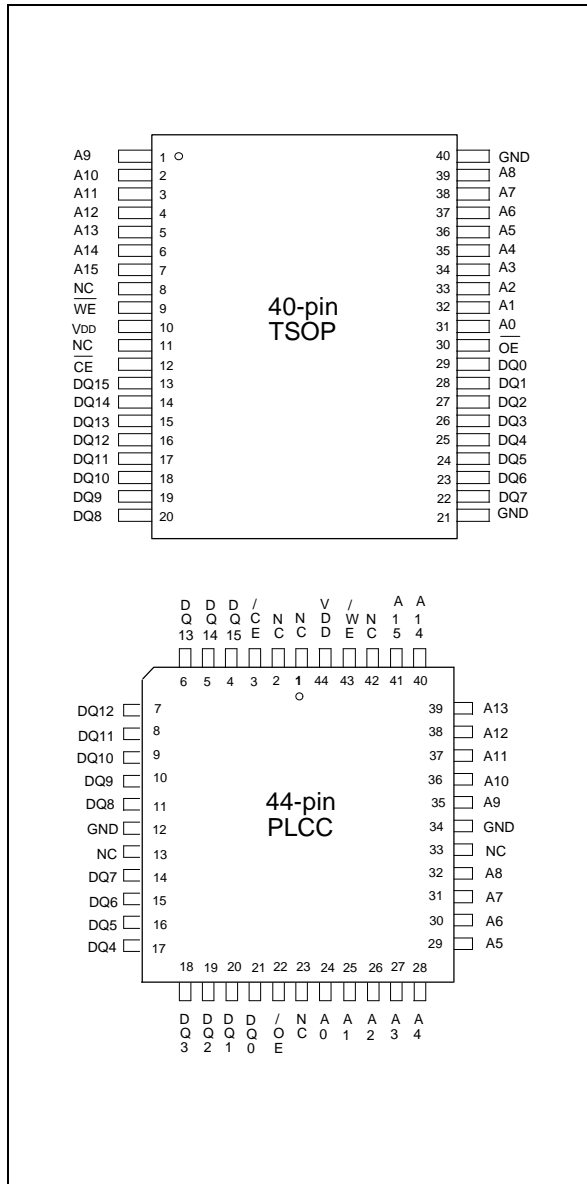 A9 1 40 GND
A10 2 39 A8
A11 3 38 A7
A12 4 37 A6
A13 5 36 A5
A14 6 35 A4
A15 7 34 A3
NC 8 33 A2
W̅E̅ 9 32 A1
VDD 10 31 A0
NC 11 30 O̅E̅
C̅E̅ 12 29 DQ0
DQ15 13 28 DQ1
DQ14 14 27 DQ2
DQ13 15 26 DQ3
DQ12 16 25 DQ4
DQ11 17 24 DQ5
DQ10 18 23 DQ6
DQ9 19 22 DQ7
DQ8 20 21 GND
40-pin
TSOP
DQ13 DQ14 DQ15 /CE NC NC VDD /WE NC A15 A14
6 5 4 3 2 1 44 43 42 41 40
DQ12 7 39 A13
DQ11 8 38 A12
DQ10 9 37 A11
DQ9 10 36 A10
DQ8 11 35 A9
GND 12 34 GND
NC 13 33 NC
DQ7 14 32 A8
DQ6 15 31 A7
DQ5 16 30 A6
DQ4 17 29 A5
44-pin
PLCC
18 19 20 21 22 23 24 25 26 27 28
DQ3 DQ2 DQ1 DQ0 /OE NC A0 A1 A2 A3 A4